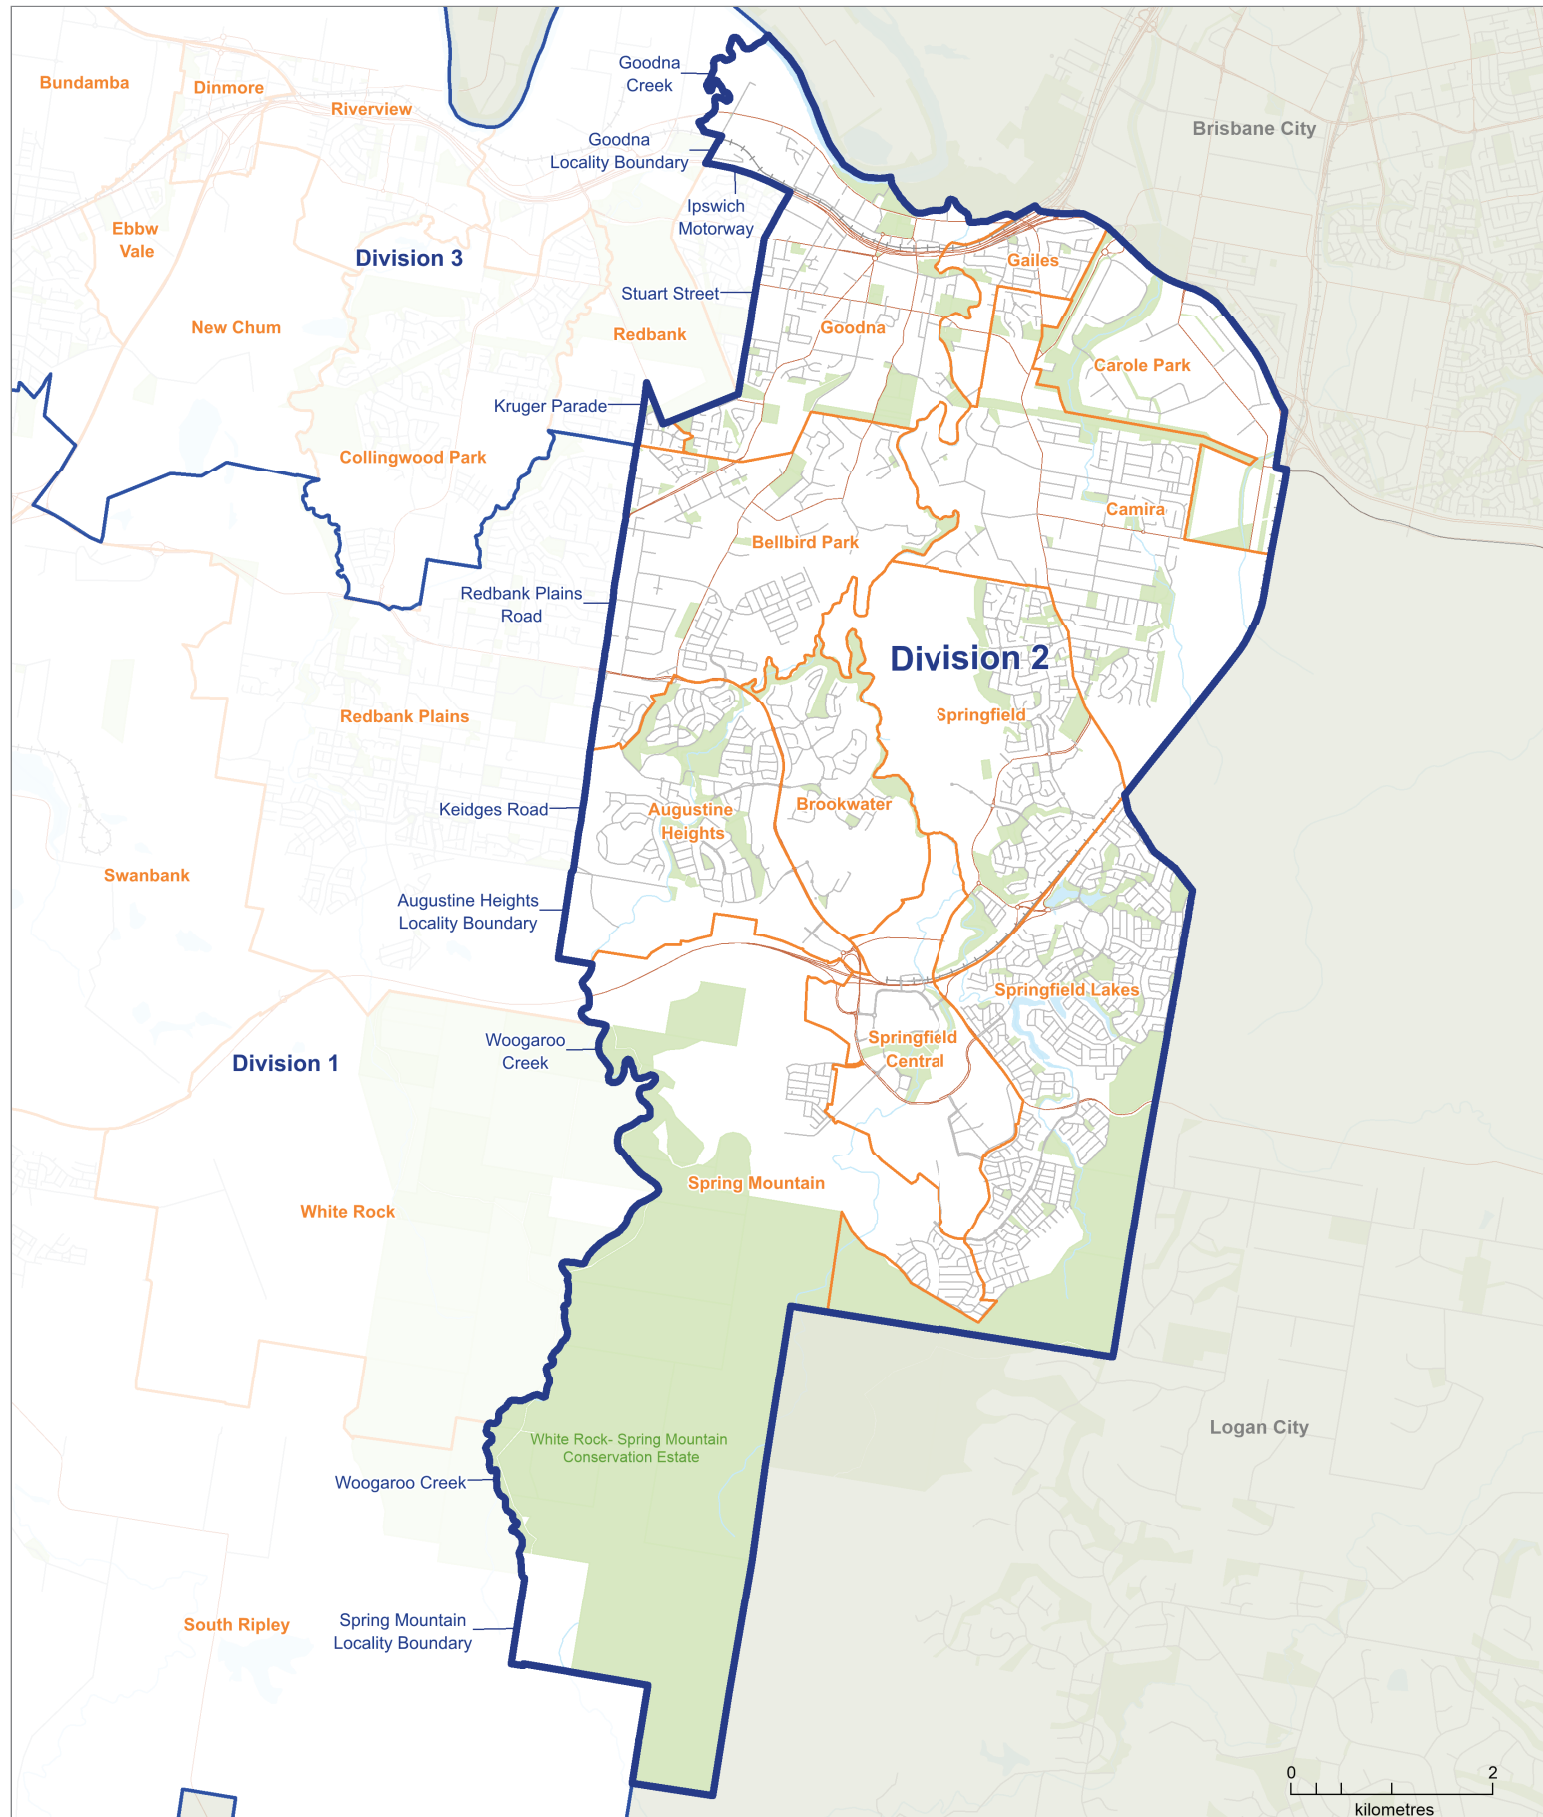 Goodna
Creek
Bundamba
Dinmore
Riverview
Brisbane City
Goodna
Locality Boundary
Ipswich
Motorway
Ebbw
Vale
Division 3
Gailes
Stuart Street
New Chum
Redbank
Goodna
Carole Park
Kruger Parade
Collingwood Park
Camira
Bellbird Park
Redbank Plains
Road
Division 2
Redbank Plains
Springfield
Keidges Road
Augustine
Heights
Brookwater
Swanbank
Augustine Heights
Locality Boundary
Springfield Lakes
Woogaroo
Creek
Springfield
Central
Division 1
Spring Mountain
White Rock
Logan City
White Rock- Spring Mountain
Conservation Estate
Woogaroo Creek
South Ripley
Spring Mountain
Locality Boundary
0 2
kilometres